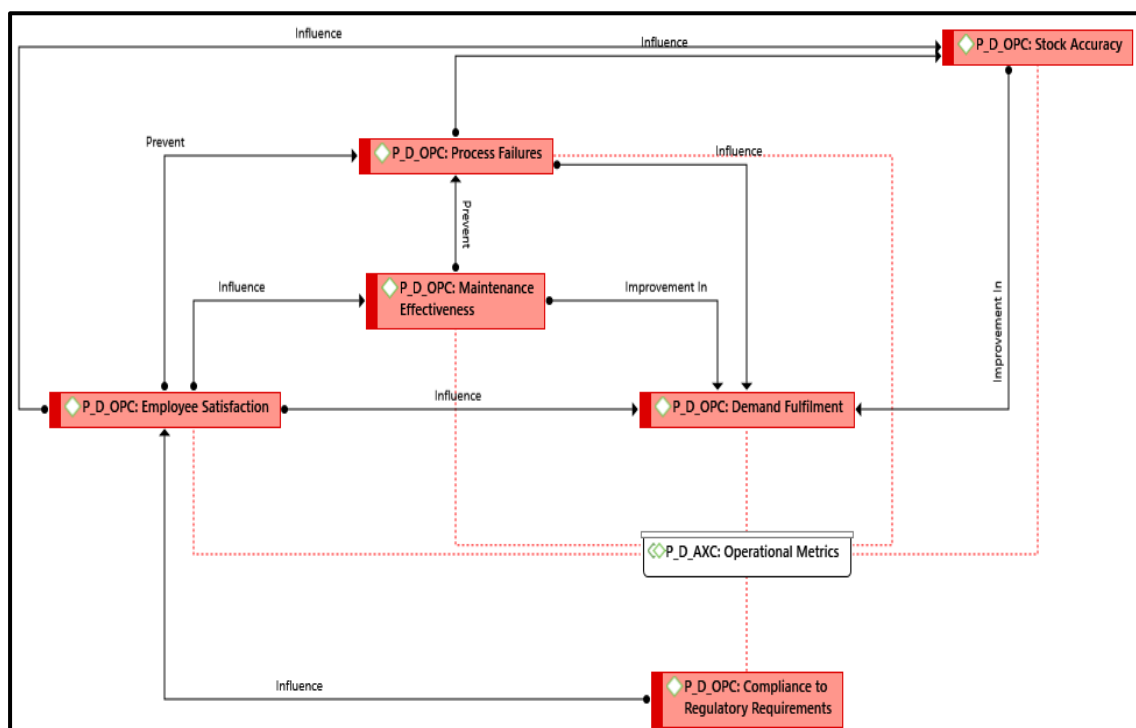 Influence
Influence
P_D_OPC: Stock Accuracy
Prevent
P_D_OPC: Process Failures
Influence
Prevent
Influence
P_D_OPC: Maintenance
Effectiveness
Improvement In
Improvement In
P_D_OPC: Employee Satisfaction
Influence
P_D_OPC: Demand Fulfilment
P_D_AXC: Operational Metrics
Influence
P_D_OPC: Compliance to
Regulatory Requirements